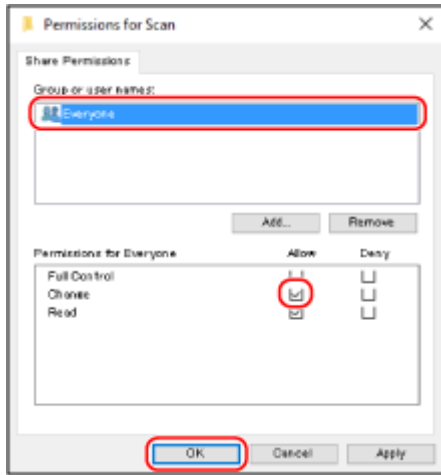 Permissions for Scan
Share Permissions
Group or user names:
Everyone
Add... Remove
Permissions for Everyone Allow Deny
Full Control
Change
Read
OK Cancel Apply